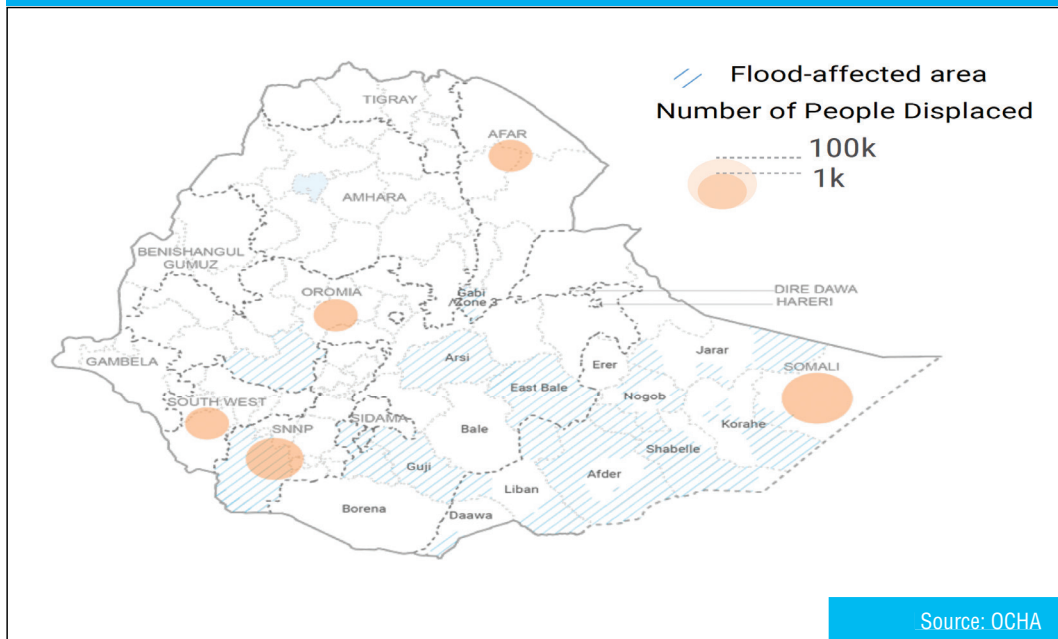 Flood-affected area
Number of People Displaced
100k
1k
TIGRAY
AFAR
AMHARA
BENISHANGUL
GUMUZ
OROMIA
Gabi
/Zone 3
DIRE DAWA
HARERI
GAMBELA
Arsi
Erer
Jarar
SOMALI
East Bale
Nogob
SOUTH WEST
SIDAMA
SNNP
Bale
Korahe
Shabelle
Guji
Afder
Liban
Borena
Daawa
Source: OCHA